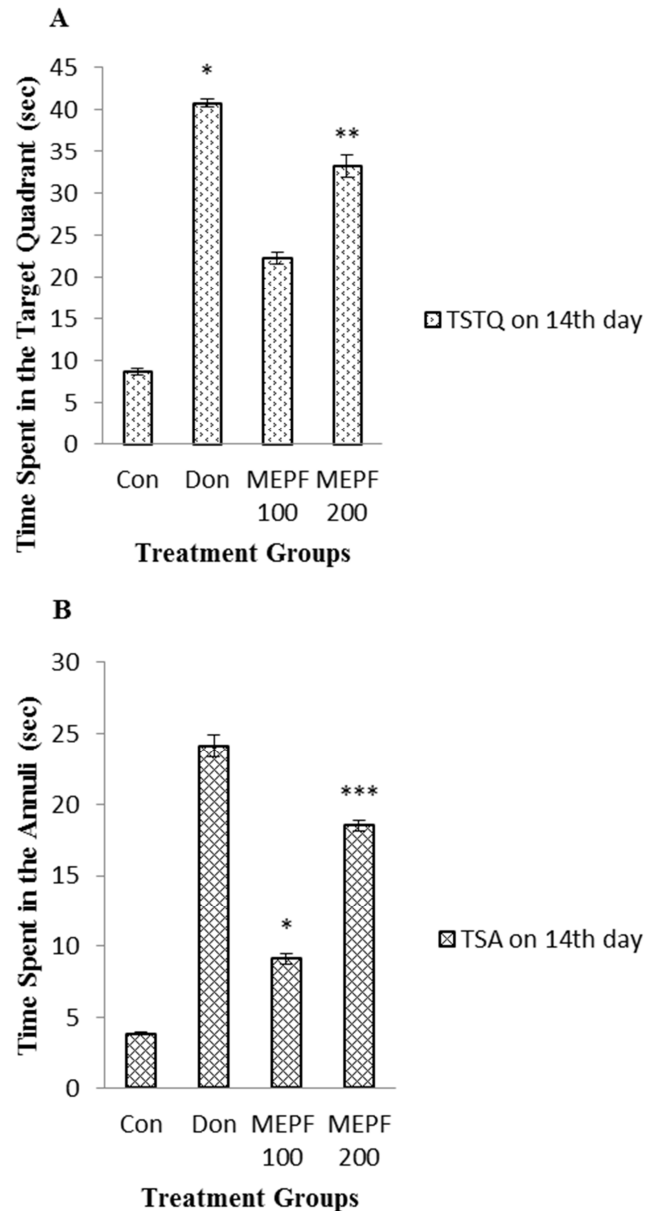 A
Time Spent in the Target Quadrant (sec)
45
40
35
30
25
20
15
10
5
0
*
**
Con Don MEPF 100 MEPF 200
Treatment Groups
TSTQ on 14th day
B
Time Spent in the Annuli (sec)
30
25
20
15
10
5
0
*
***
Con Don MEPF 100 MEPF 200
Treatment Groups
TSA on 14th day